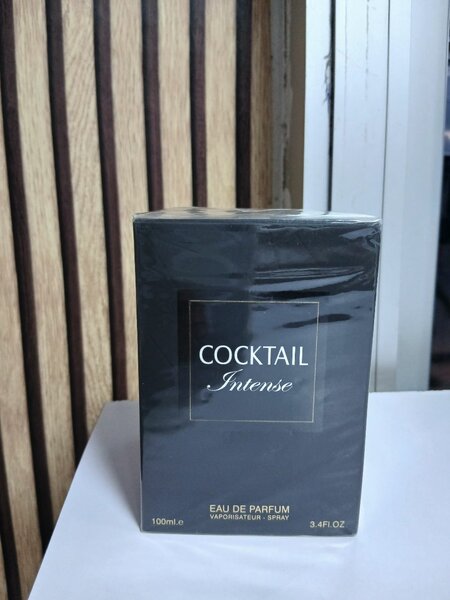 COCKTAIL
Intense
EAU DE PARFUM
VAPORISATEUR - SPRAY
100ml.e 3.4Fl.OZ